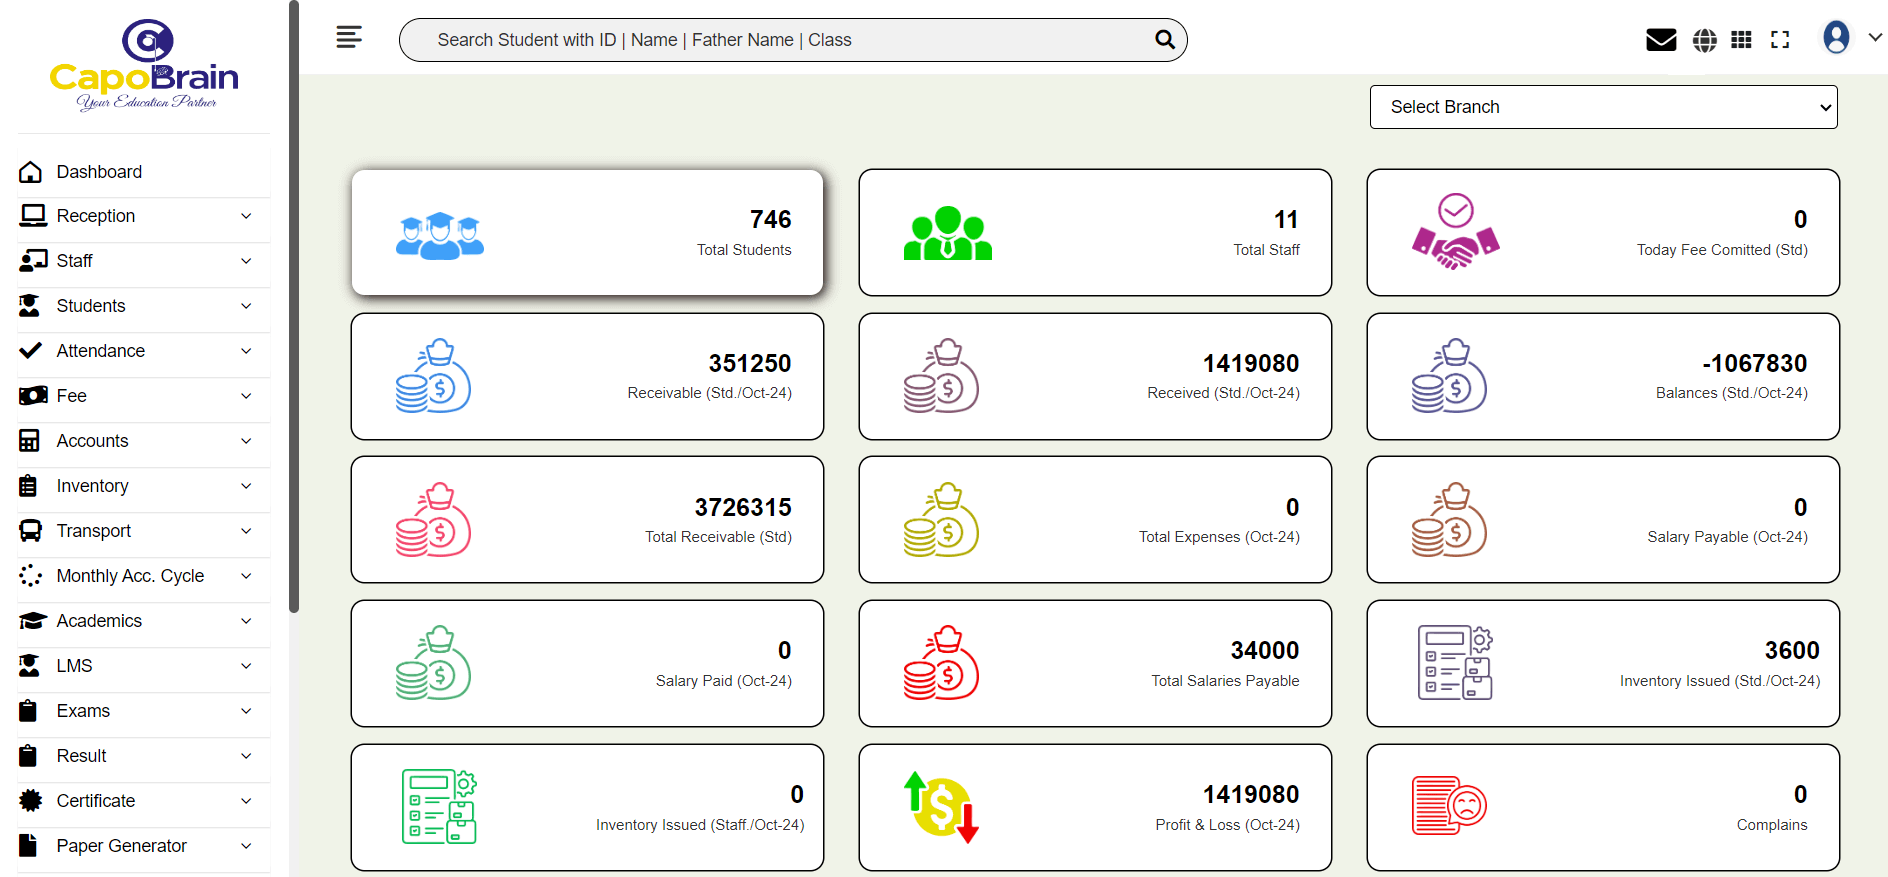 CapoBrain
Your Education Partner
Dashboard
Reception
Staff
Students
Attendance
Fee
Accounts
Inventory
Transport
Monthly Acc. Cycle
Academics
LMS
Exams
Result
Certificate
Paper Generator
Search Student with ID | Name | Father Name | Class
Select Branch
746
Total Students
11
Total Staff
0
Today Fee Comitted (Std)
351250
Receivable (Std./Oct-24)
1419080
Received (Std./Oct-24)
-1067830
Balances (Std./Oct-24)
3726315
Total Receivable (Std)
0
Total Expenses (Oct-24)
0
Salary Payable (Oct-24)
0
Salary Paid (Oct-24)
34000
Total Salaries Payable
3600
Inventory Issued (Std./Oct-24)
0
Inventory Issued (Staff./Oct-24)
1419080
Profit & Loss (Oct-24)
0
Complains